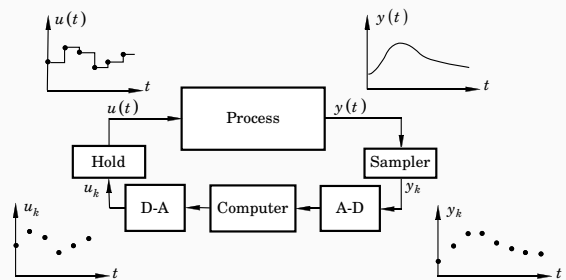 u(t)
y(t)
t
t
u(t)
Process
y(t)
Hold
Sampler
u_k
y_k
D-A
Computer
A-D
u_k
y_k
t
t